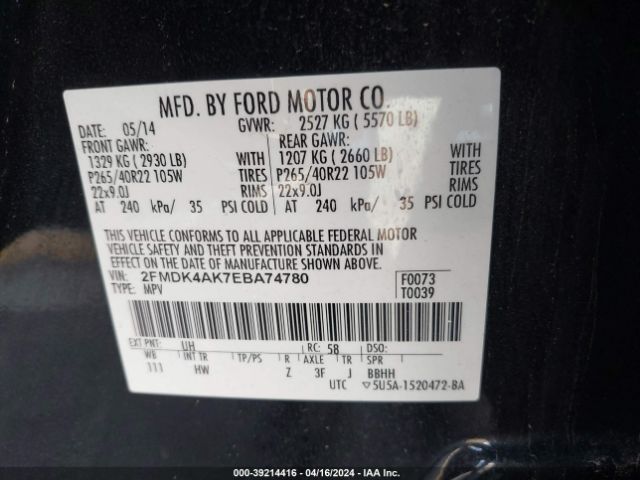 MFD. BY FORD MOTOR CO.
DATE: 05/14 GVWR: 2527 KG ( 5570 LB)
FRONT GAWR: REAR GAWR:
1329 KG ( 2930 LB) WITH 1207 KG ( 2660 LB) WITH
P265/40R22 105W TIRES P265/40R22 105W TIRES
22x9.0J RIMS 22x9.0J RIMS
AT 240 kPa/ 35 PSI COLD AT 240 kPa/ 35 PSI COLD
THIS VEHICLE CONFORMS TO ALL APPLICABLE FEDERAL MOTOR
VEHICLE SAFETY AND THEFT PREVENTION STANDARDS IN
EFFECT ON THE DATE OF MANUFACTURE SHOWN ABOVE.
VIN: 2FMDK4AK7EBA74780 F0073
TYPE: MPV T0039
EXT PNT: UH RC: 58 DSO:
WB INT TR TP/PS R AXLE TR SPR
111 HW Z 3F J BBHH
UTC ▽5U5A-1520472-BA
000-39214416 - 04/16/2024 - IAA Inc.